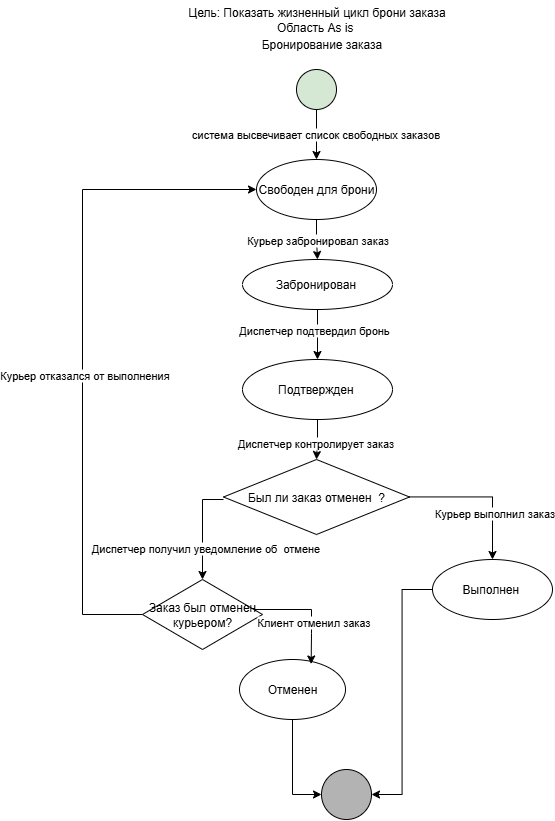 Цель: Показать жизненный цикл брони заказа
Область As is
Бронирование заказа
система высвечивает список свободных заказов
Свободен для брони
Курьер забронировал заказ
Забронирован
Диспетчер подтвердил бронь
Курьер отказался от выполнения
Подтвержден
Диспетчер контролирует заказ
Был ли заказ отменен ?
Курьер выполнил заказ
Диспетчер получил уведомление об отмене
Выполнен
Заказ был отменен
курьером?
Клиент отменил заказ
Отменен